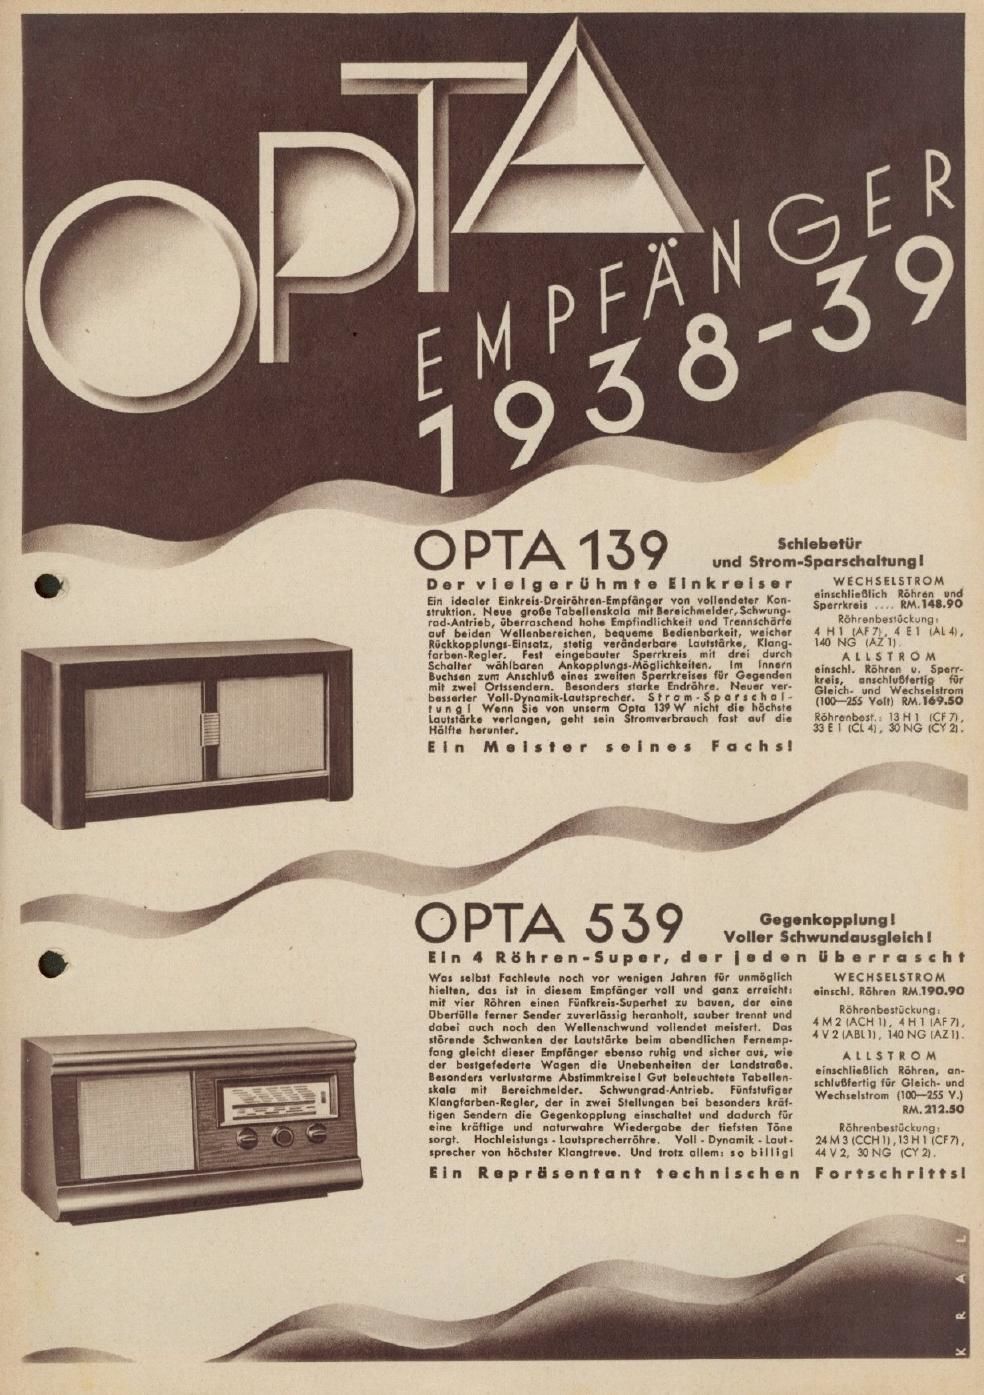 OPTA
EMPFÄNGER
1938-39
OPTA 139
Schiebetür
und Strom-Sparschaltung!
Der vielgerühmte Einkreiser
Ein idealer Einkreis-Dreiröhren-Empfänger von vollendeter Kon-
struktion. Neue große Tabellenskala mit Bereichmelder, Schwung-
rad-Antrieb, überraschend hohe Empfindlichkeit und Trennschärfe
auf beiden Wellenbereichen, bequeme Bedienbarkeit, weicher
Rückkopplungs-Einsatz, stetig veränderbare Lautstärke, Klang-
farben-Regler. Fest eingebauter Sperrkreis mit drei durch
Schalter wählbaren Ankopplungs-Möglichkeiten. Im Innern
Buchsen zum Anschluß eines zweiten Sperrkreises für Gegenden
mit zwei Ortssendern. Besonders starke Endröhre. Neuer ver-
besserter Voll-Dynamik-Lautsprecher. Strom-Sparschal-
tung! Wenn Sie von unserm Opta 139 W nicht die höchste
Lautstärke verlangen, geht sein Stromverbrauch fast auf die
Hälfte herunter.
Ein Meister seines Fachs!
WECHSELSTROM
einschließlich Röhren und
Sperrkreis .... RM.148.90
Röhrenbestückung:
4 H 1 (AF 7), 4 E 1 (AL 4),
140 NG (AZ 1).
ALLSTROM
einschl. Röhren u. Sperr-
kreis, anschlußfertig für
Gleich- und Wechselstrom
(100—255 Volt) RM.169.50
Röhrenbest.: 13 H 1 (CF 7),
33 E 1 (CL 4), 30 NG (CY 2).
OPTA 539
Gegenkopplung!
Voller Schwundausgleich!
Ein 4 Röhren-Super, der jeden überrascht
Was selbst Fachleute noch vor wenigen Jahren für unmöglich
hielten, das ist in diesem Empfänger voll und ganz erreicht:
mit vier Röhren einen Fünfkreis-Superhet zu bauen, der eine
Überfülle ferner Sender zuverlässig heranholt, sauber trennt und
dabei auch noch den Wellenschwund vollendet meistert. Das
störende Schwanken der Lautstärke beim abendlichen Fernemp-
fang gleicht dieser Empfänger ebenso ruhig und sicher aus, wie
der bestgefederte Wagen die Unebenheiten der Landstraße.
Besonders verlustarme Abstimmkreise! Gut beleuchtete Tabellen-
skala mit Bereichmelder. Schwungrad-Antrieb. Fünfstufiger
Klangfarben-Regler, der in zwei Stellungen bei besonders kräf-
tigen Sendern die Gegenkopplung einschaltet und dadurch für
eine kräftige und naturwahre Wiedergabe der tiefsten Töne
sorgt. Hochleistungs-Lautsprecherröhre. Voll-Dynamik-Laut-
sprecher von höchster Klangtreue. Und trotz allem: so billig!
Ein Repräsentant technischen Fortschritts!
WECHSELSTROM
einschl. Röhren RM.190.90
Röhrenbestückung:
4 M 2 (ACH 1), 4 H 1 (AF 7),
4 V 2 (ABL 1), 140 NG (AZ 1).
ALLSTROM
einschließlich Röhren, an-
schlußfertig für Gleich- und
Wechselstrom (100—255 V.)
RM.212.50
Röhrenbestückung:
24 M 3 (CCH 1), 13 H 1 (CF 7),
44 V 2, 30 NG (CY 2).
KRAL